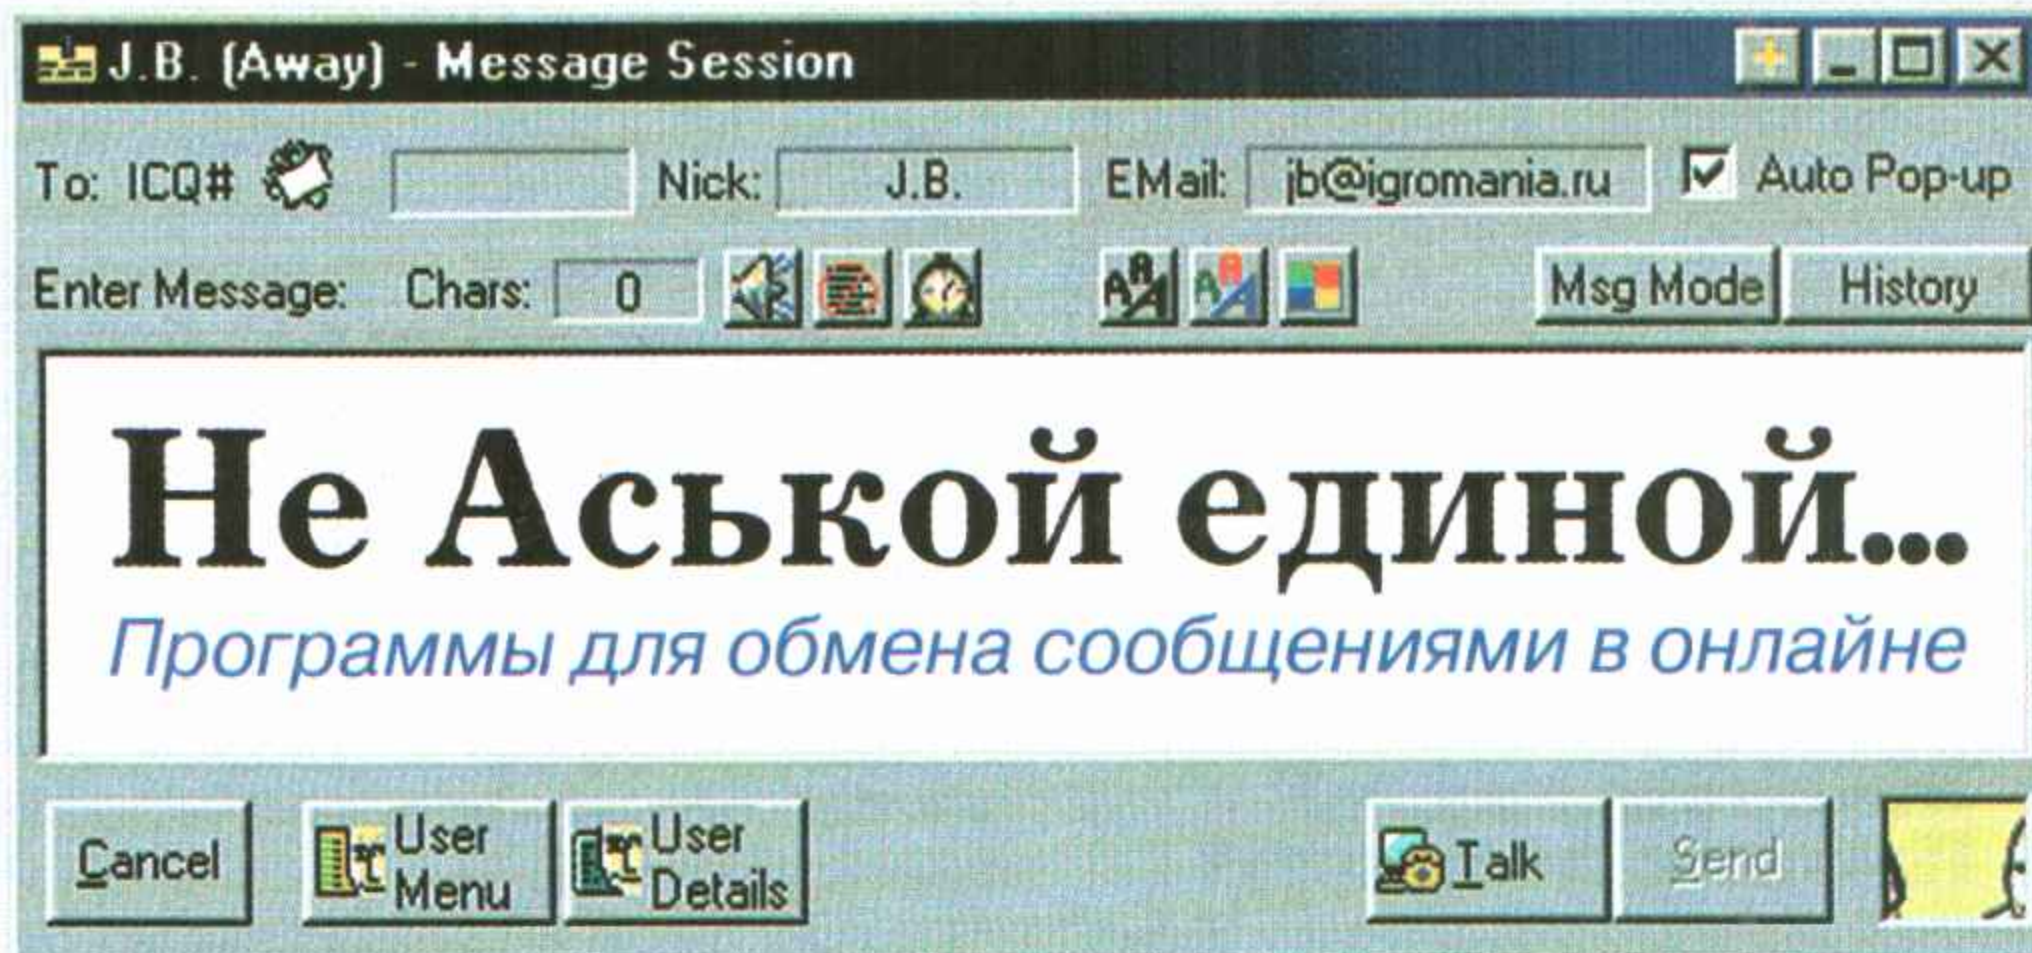 J.B. (Away) - Message Session
To: ICQ# Nick: J.B. EMail: jb@igromania.ru Auto Pop-up
Enter Message: Chars: 0 Msg Mode History
Не Аськой единой...
Программы для обмена сообщениями в онлайне
Cancel User Menu User Details Talk Send